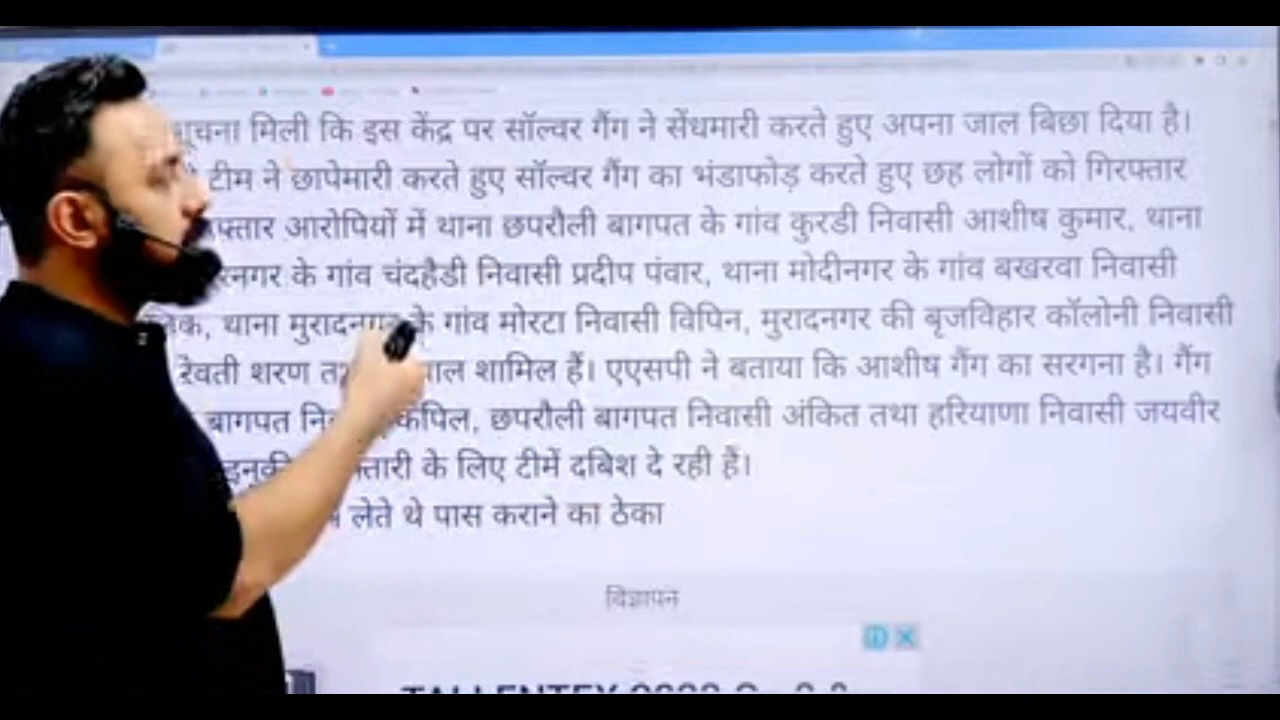 सूचना मिली कि इस केंद्र पर सॉल्वर गैंग ने सेंधमारी करते हुए अपना जाल बिछा दिया है।
टीम ने छापेमारी करते हुए सॉल्वर गैंग का भंडाफोड़ करते हुए छह लोगों को गिरफ्तार
आरोपियों में थाना छपरौली बागपत के गांव कुरडी निवासी आशीष कुमार, थाना
के गांव चंदहैडी निवासी प्रदीप पंवार, थाना मोदीनगर के गांव बखरवा निवासी
थाना मुरादनगर के गांव मोरटा निवासी विपिन, मुरादनगर की बृजविहार कॉलोनी निवासी
रेवती शरण शामिल हैं। एएसपी ने बताया कि आशीष गैंग का सरगना है। गैंग
बागपत कपिल, छपरौली बागपत निवासी अंकित तथा हरियाणा निवासी जयवीर
के लिए टीमें दबिश दे रही हैं।
लेते थे पास कराने का ठेका
विज्ञापन